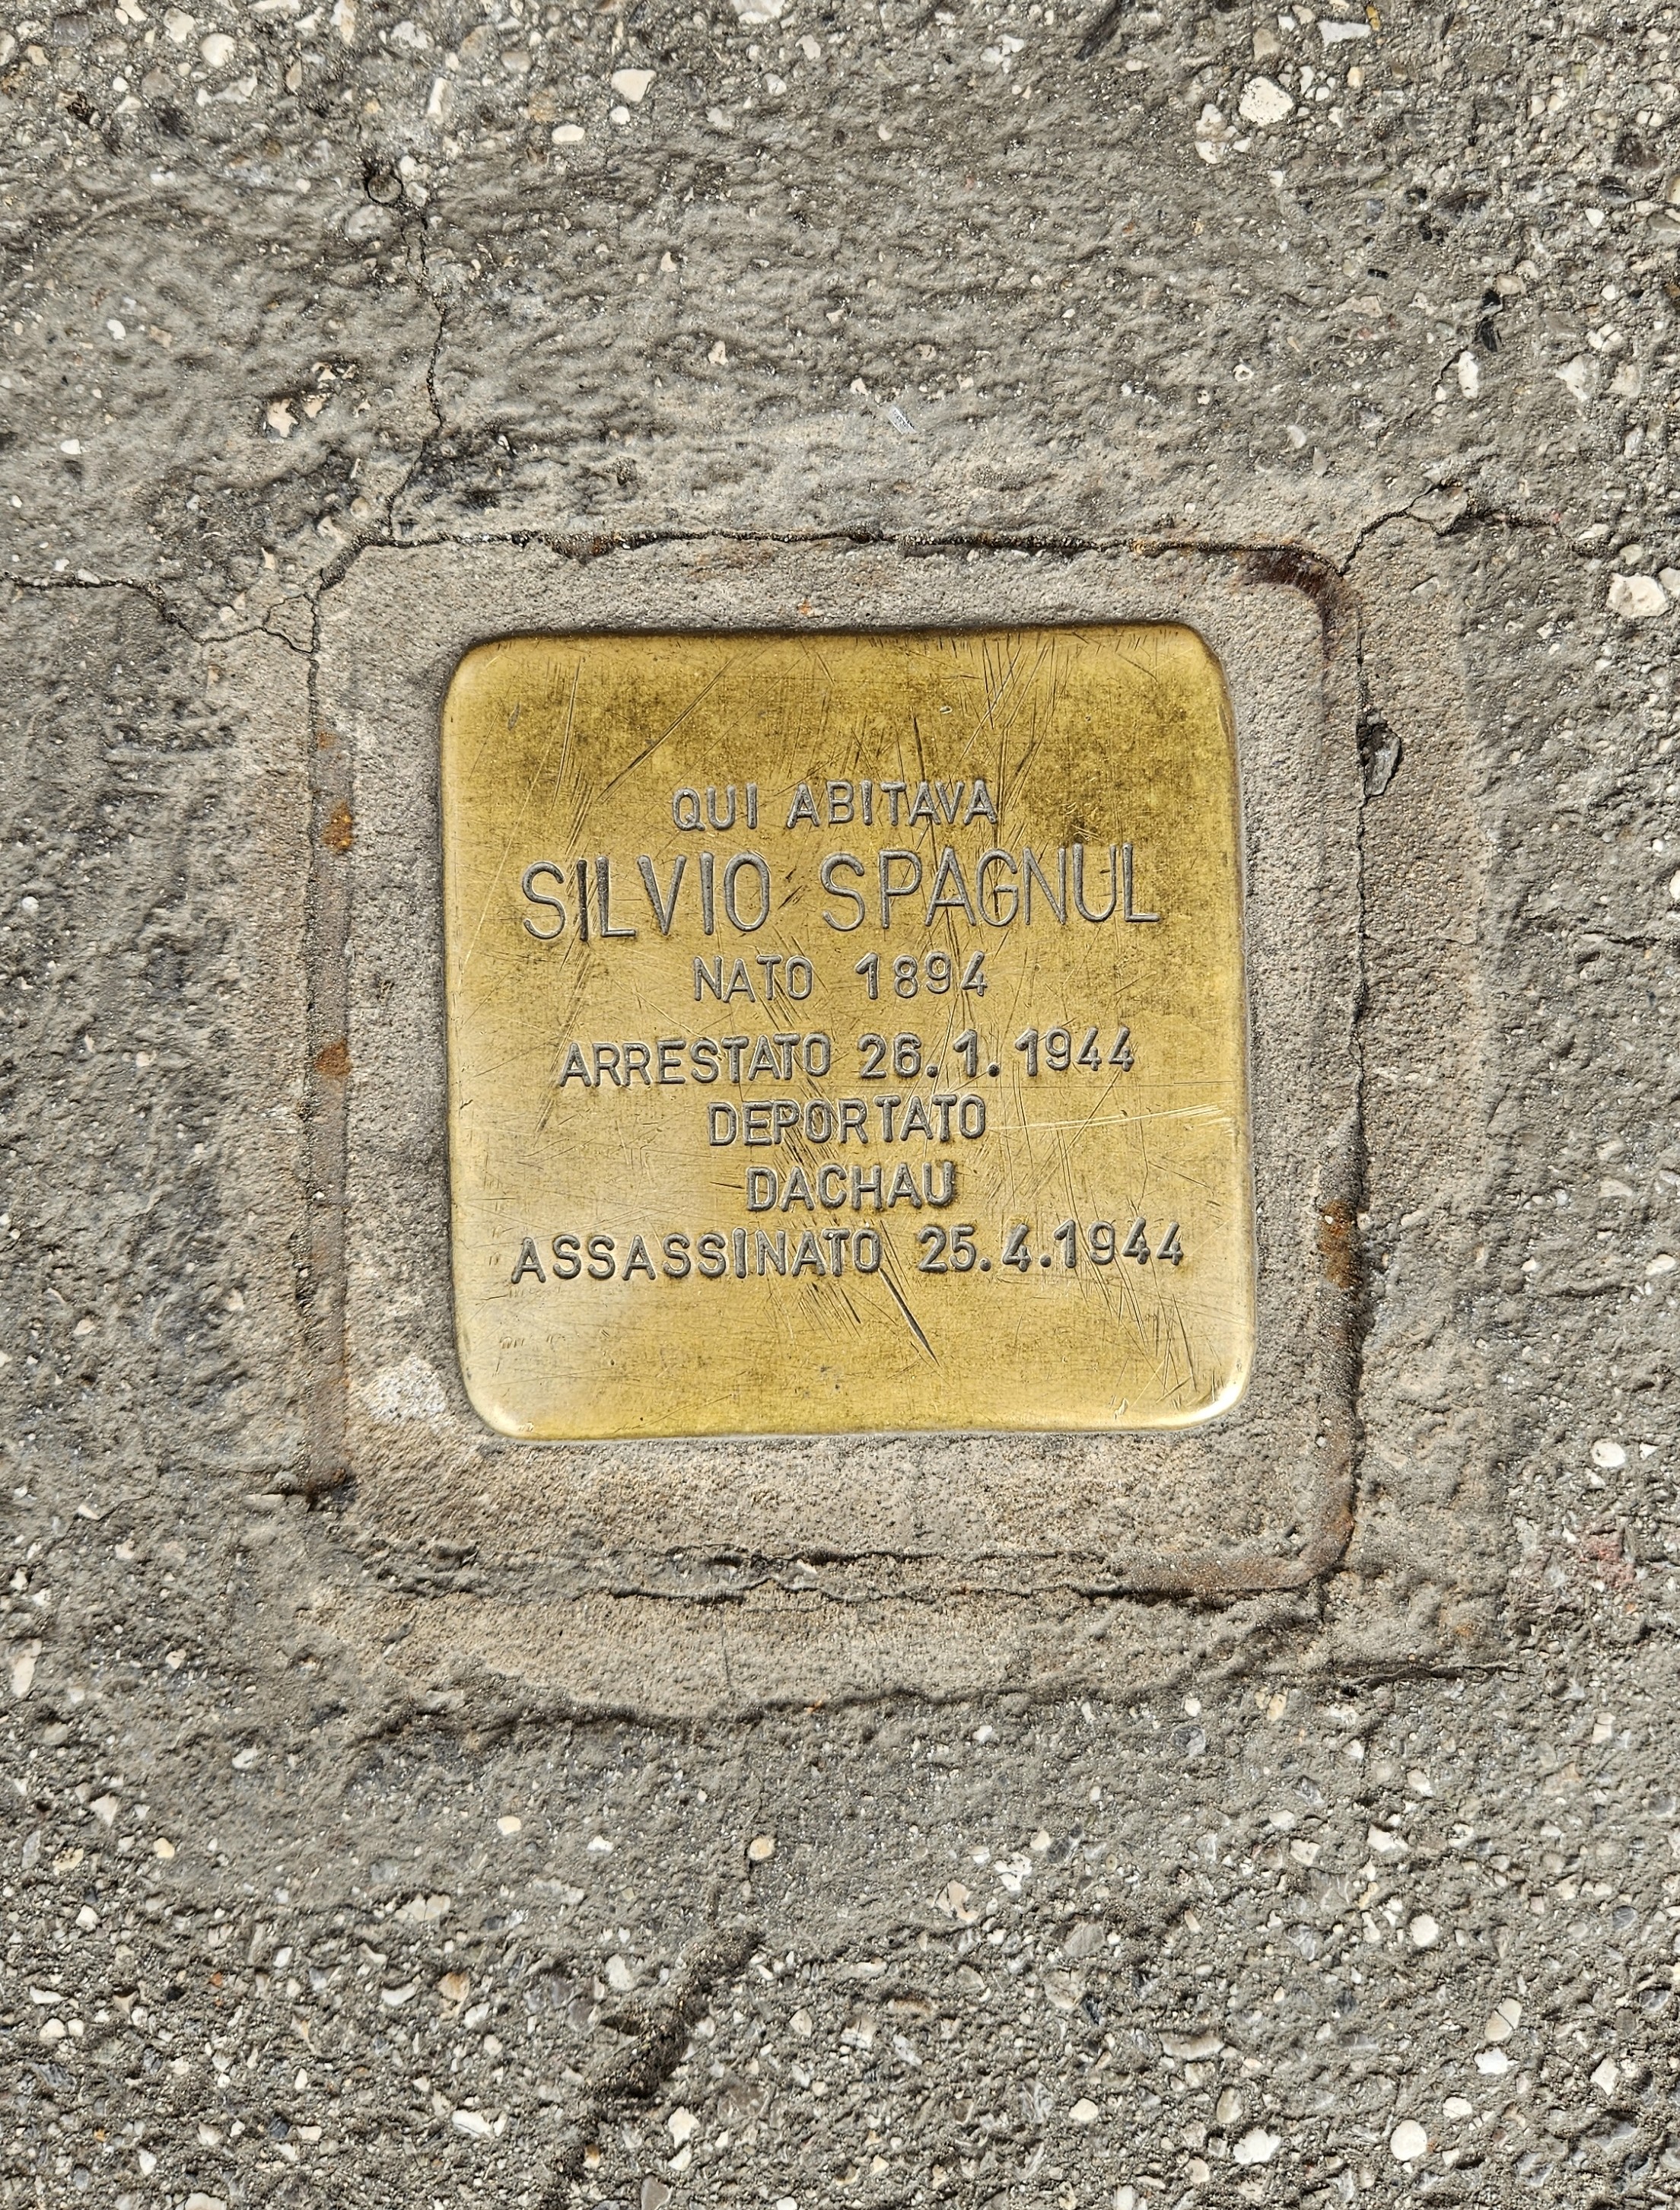 QUI ABITAVA
SILVIO SPAGNUL
NATO 1894
ARRESTATO 26.1.1944
DEPORTATO
DACHAU
ASSASSINATO 25.4.1944